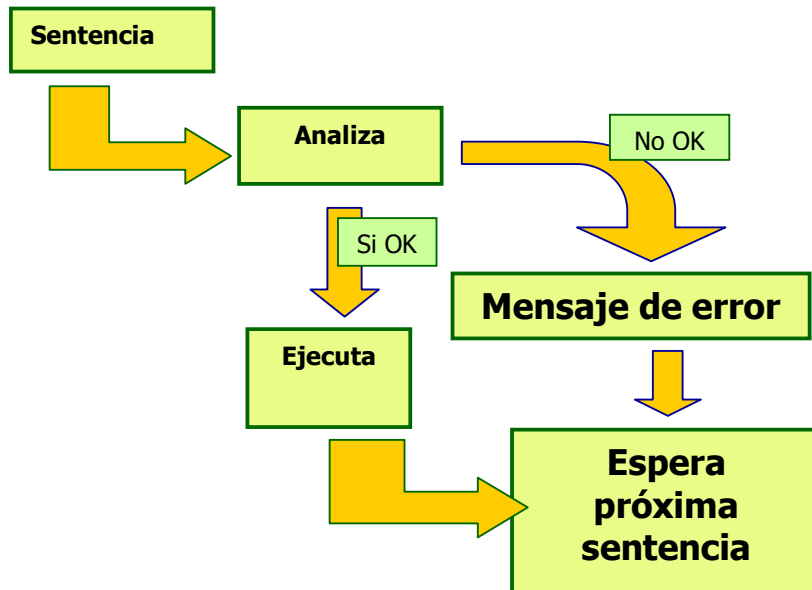 Sentencia
Analiza
No OK
Si OK
Mensaje de error
Ejecuta
Espera
próxima
sentencia